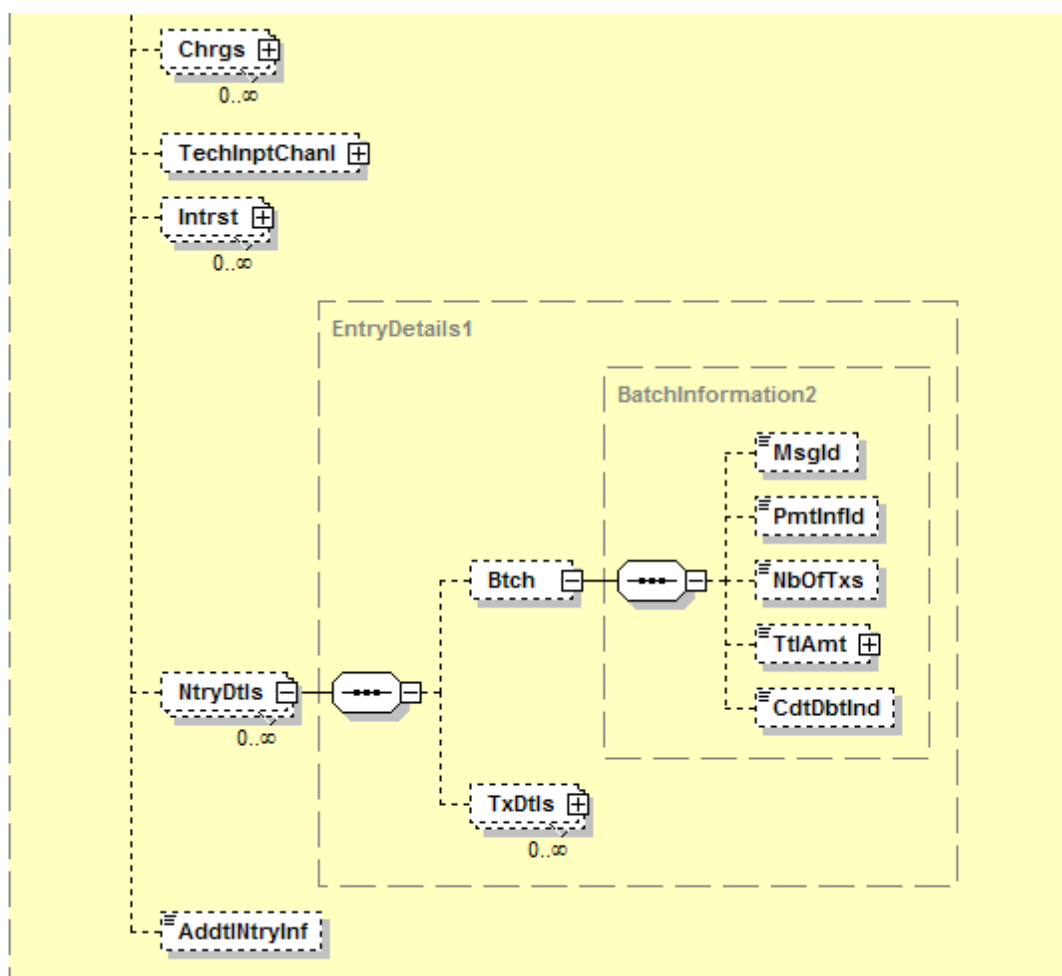 Chrgs
0..∞
TechInptChanl
Intrst
0..∞
EntryDetails1
BatchInformation2
MsgId
PmtInfId
Btch
NbOfTxs
TtlAmt
NtryDtls
CdtDbtInd
0..∞
TxDtls
0..∞
AddtlNtryInf